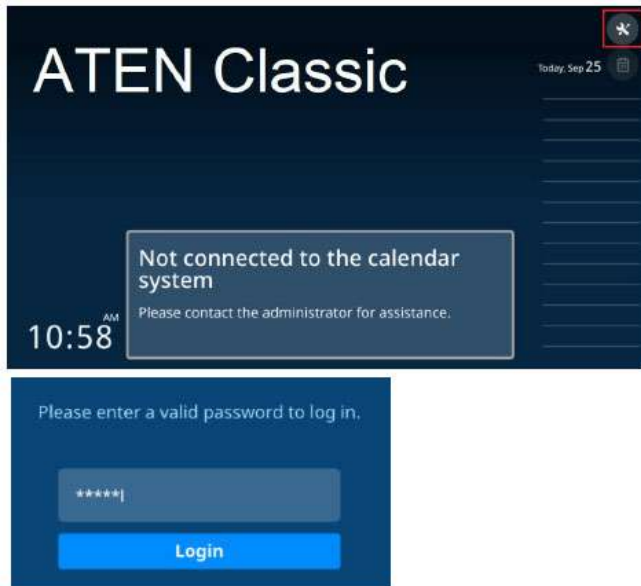 ATEN Classic
Today, Sep 25
Not connected to the calendar
system
Please contact the administrator for assistance.
AM
10:58
Please enter a valid password to log in.
*****
Login